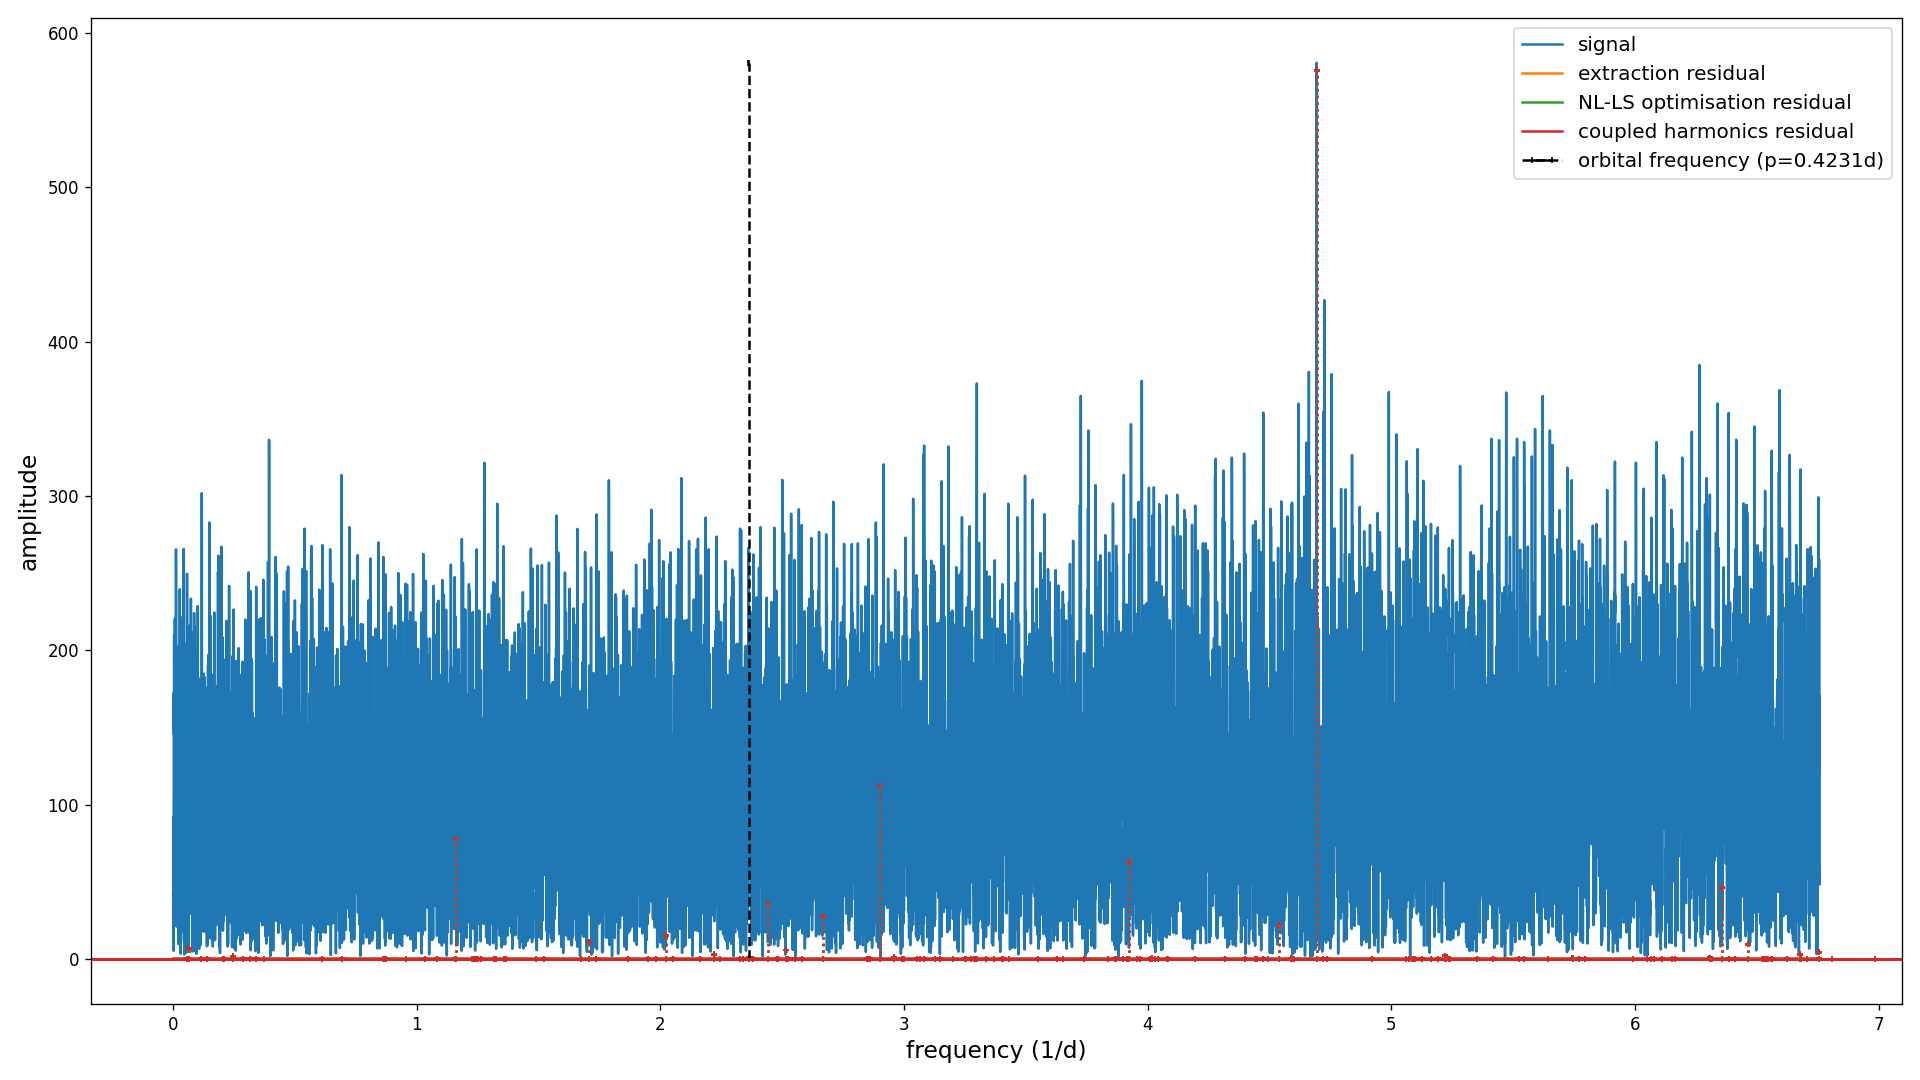 600
500
400
300
200
100
0
amplitude
0
1
2
3
4
5
6
7
frequency (1/d)
signal
extraction residual
NL-LS optimisation residual
coupled harmonics residual
orbital frequency (p=0.4231d)